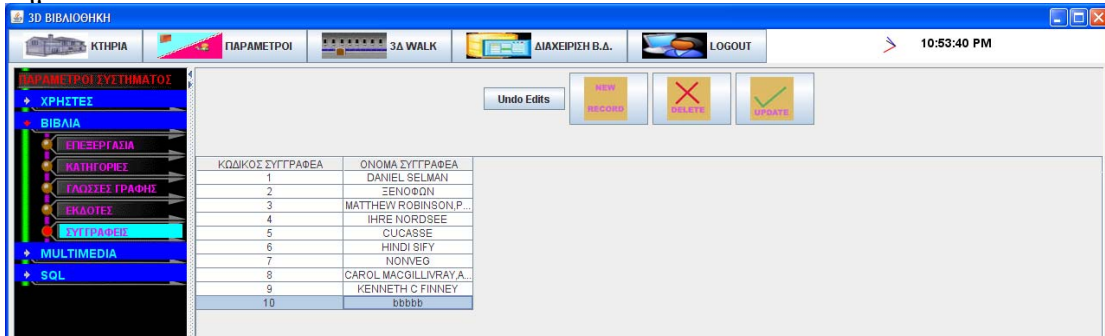 3D ΒΙΒΛΙΟΘΗΚΗ
ΚΤΗΡΙΑ ΠΑΡΑΜΕΤΡΟΙ 3Δ WALK ΔΙΑΧΕΙΡΙΣΗ Β.Δ. LOGOUT 10:53:40 PM
ΠΑΡΑΜΕΤΡΟΙ ΣΥΣΤΗΜΑΤΟΣ
ΧΡΗΣΤΕΣ
ΒΙΒΛΙΑ
ΕΠΕΞΕΡΓΑΣΙΑ
ΚΑΤΗΓΟΡΙΕΣ
ΓΛΩΣΣΕΣ ΓΡΑΦΗΣ
ΕΚΔΟΤΕΣ
ΣΥΓΓΡΑΦΕΙΣ
MULTIMEDIA
SQL
Undo Edits
NEW
RECORD
DELETE
UPDATE
ΚΩΔΙΚΟΣ ΣΥΓΓΡΑΦΕΑ ΟΝΟΜΑ ΣΥΓΓΡΑΦΕΑ
1 DANIEL SELMAN
2 ΞΕΝΟΦΩΝ
3 MATTHEW ROBINSON,P...
4 IHRE NORDSEE
5 CUCASSE
6 HINDI SIFY
7 NONVEG
8 CAROL MACGILLIVRAY,A...
9 KENNETH C FINNEY
10 bbbbb